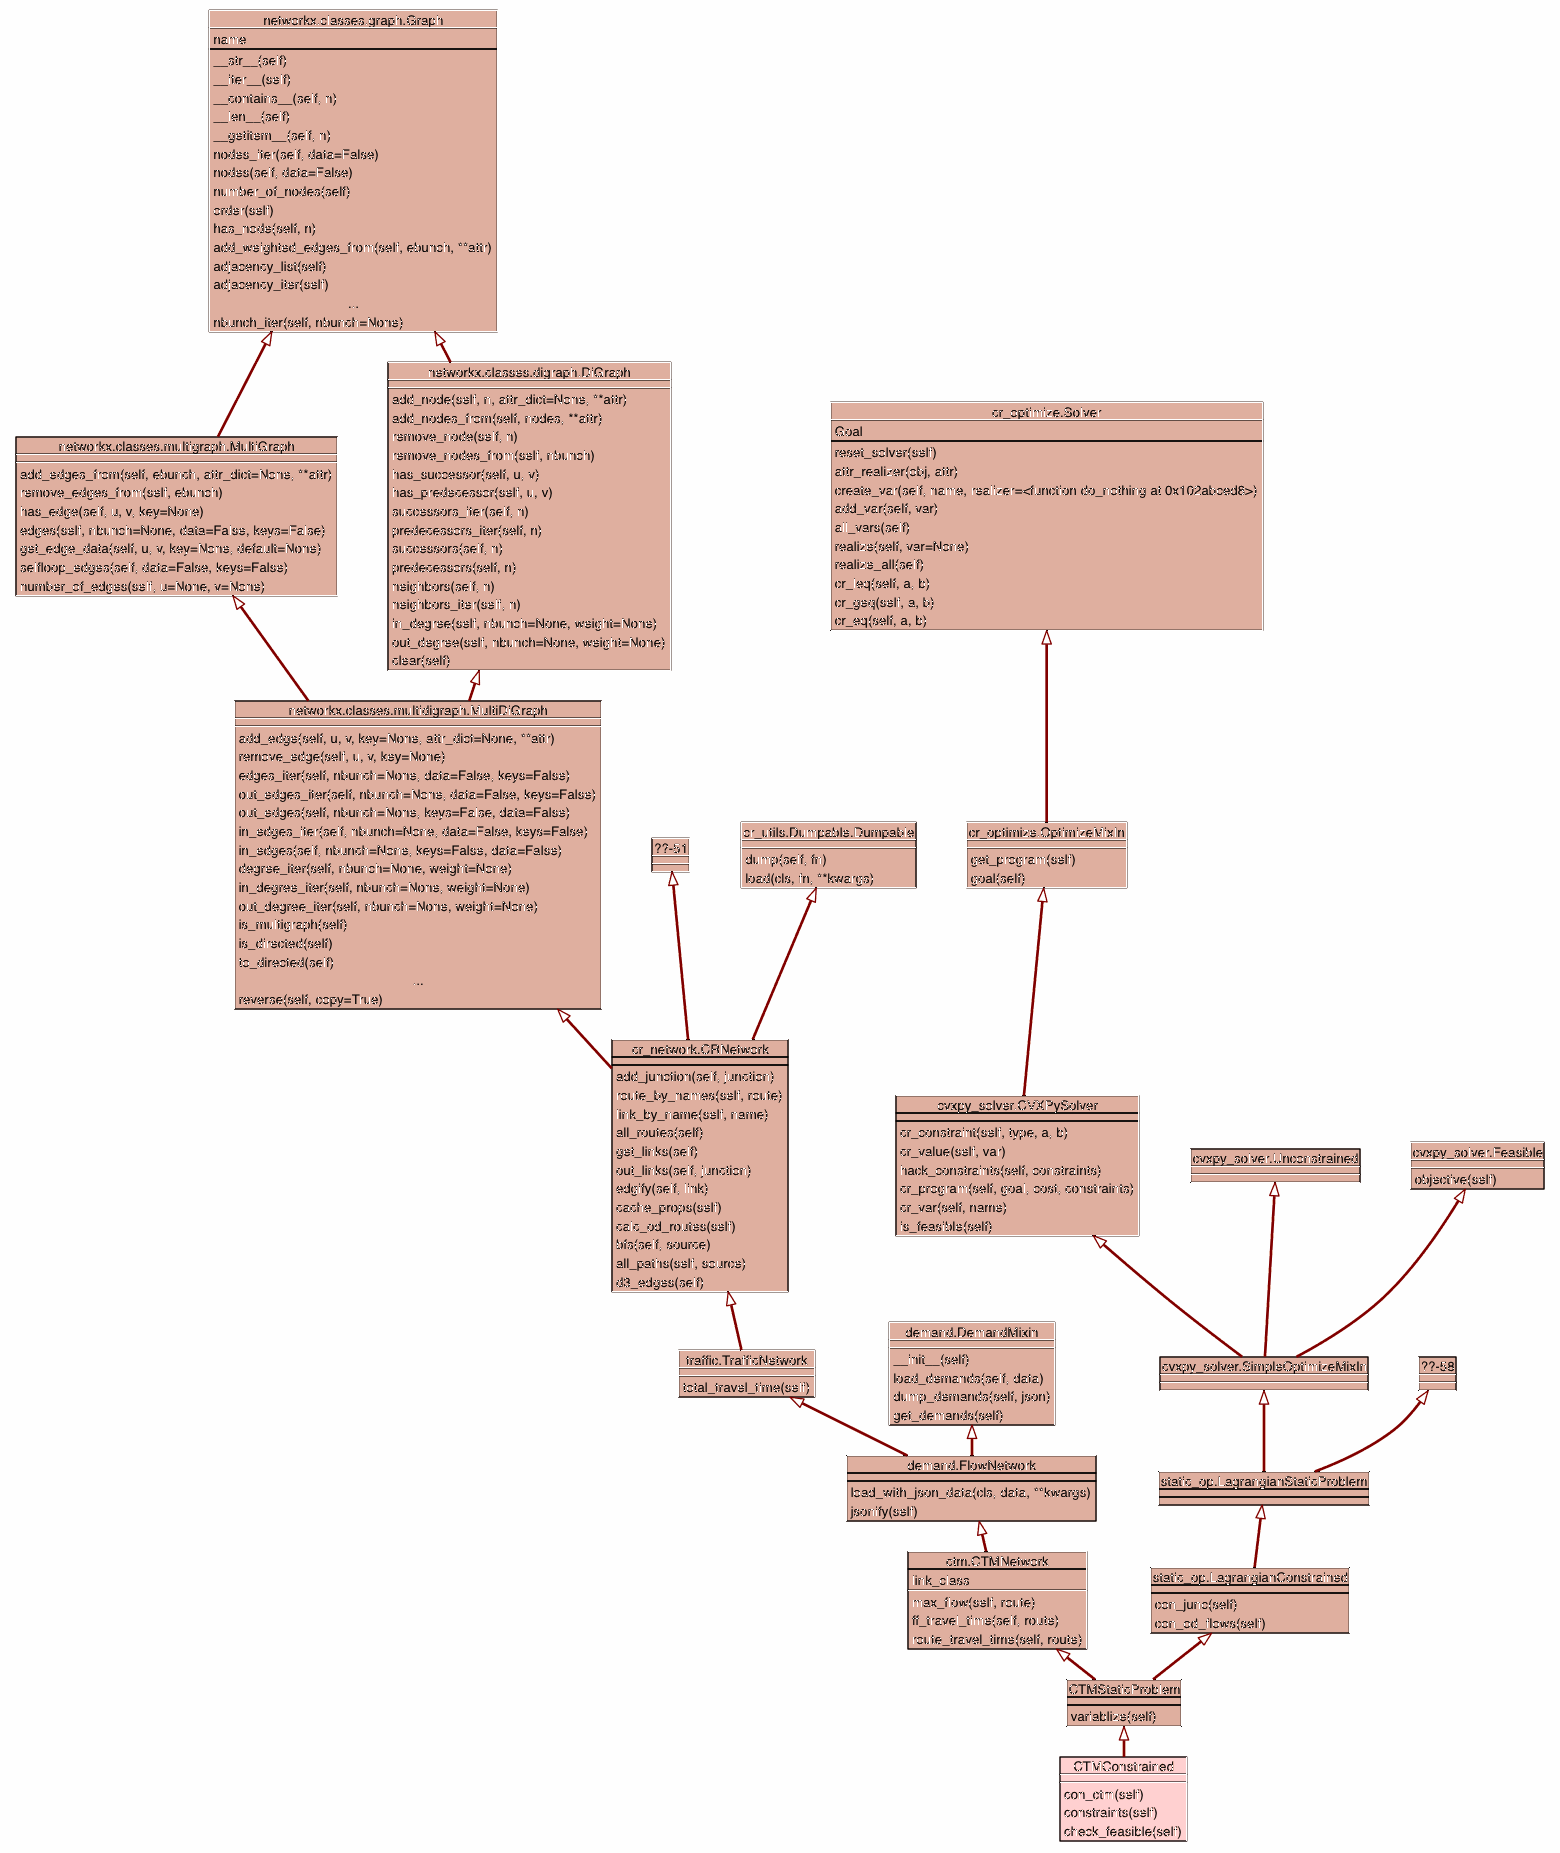 networkx.classes.graph.Graph
name
__str__(self)
__iter__(self)
__contains__(self, n)
__len__(self)
__getitem__(self, n)
nodes_iter(self, data=False)
nodes(self, data=False)
number_of_nodes(self)
order(self)
has_node(self, n)
add_weighted_edges_from(self, ebunch, **attr)
adjacency_list(self)
adjacency_iter(self)
...
nbunch_iter(self, nbunch=None)
networkx.classes.digraph.DiGraph
add_node(self, n, attr_dict=None, **attr)
add_nodes_from(self, nodes, **attr)
remove_node(self, n)
remove_nodes_from(self, nbunch)
has_successor(self, u, v)
has_predecessor(self, u, v)
successors_iter(self, n)
predecessors_iter(self, n)
successors(self, n)
predecessors(self, n)
neighbors(self, n)
neighbors_iter(self, n)
in_degree(self, nbunch=None, weight=None)
out_degree(self, nbunch=None, weight=None)
clear(self)
networkx.classes.multigraph.MultiGraph
add_edges_from(self, ebunch, attr_dict=None, **attr)
remove_edges_from(self, ebunch)
has_edge(self, u, v, key=None)
edges(self, nbunch=None, data=False, keys=False)
get_edge_data(self, u, v, key=None, default=None)
selfloop_edges(self, data=False, keys=False)
number_of_edges(self, u=None, v=None)
cr_optimize.Solver
Goal
reset_solver(self)
attr_realizer(obj, attr)
create_var(self, name, realizer=<function do_nothing at 0x102abced8>)
add_var(self, var)
all_vars(self)
realize(self, var=None)
realize_all(self)
cr_leq(self, a, b)
cr_geq(self, a, b)
cr_eq(self, a, b)
networkx.classes.multidigraph.MultiDiGraph
add_edge(self, u, v, key=None, attr_dict=None, **attr)
remove_edge(self, u, v, key=None)
edges_iter(self, nbunch=None, data=False, keys=False)
out_edges_iter(self, nbunch=None, data=False, keys=False)
out_edges(self, nbunch=None, keys=False, data=False)
in_edges_iter(self, nbunch=None, data=False, keys=False)
in_edges(self, nbunch=None, keys=False, data=False)
degree_iter(self, nbunch=None, weight=None)
in_degree_iter(self, nbunch=None, weight=None)
out_degree_iter(self, nbunch=None, weight=None)
is_multigraph(self)
is_directed(self)
to_directed(self)
...
reverse(self, copy=True)
??-51
cr_utils.Dumpable.Dumpable
dump(self, fn)
load(cls, fn, **kwargs)
cr_optimize.OptimizeMixin
get_program(self)
goal(self)
cr_network.CRNetwork
add_junction(self, junction)
route_by_names(self, route)
link_by_name(self, name)
all_routes(self)
get_links(self)
out_links(self, junction)
edgify(self, link)
cache_props(self)
calc_od_routes(self)
bfs(self, source)
all_paths(self, source)
d3_edges(self)
cvxpy_solver.CVXPySolver
cr_constraint(self, type, a, b)
cr_value(self, var)
hack_constraints(self, constraints)
cr_program(self, goal, cost, constraints)
cr_var(self, name)
is_feasible(self)
cvxpy_solver.Unconstrained
cvxpy_solver.Feasible
objective(self)
demand.DemandMixin
__init__(self)
load_demands(self, data)
dump_demands(self, json)
get_demands(self)
traffic.TrafficNetwork
total_travel_time(self)
cvxpy_solver.SimpleOptimizeMixIn
??-58
demand.FlowNetwork
load_with_json_data(cls, data, **kwargs)
jsonify(self)
static_op.LagrangianStaticProblem
ctm.CTMNetwork
link_class
max_flow(self, route)
ff_travel_time(self, route)
route_travel_time(self, route)
static_op.LagrangianConstrained
con_junc(self)
con_od_flows(self)
CTMStaticProblem
variablize(self)
CTMConstrained
con_ctm(self)
constraints(self)
check_feasible(self)